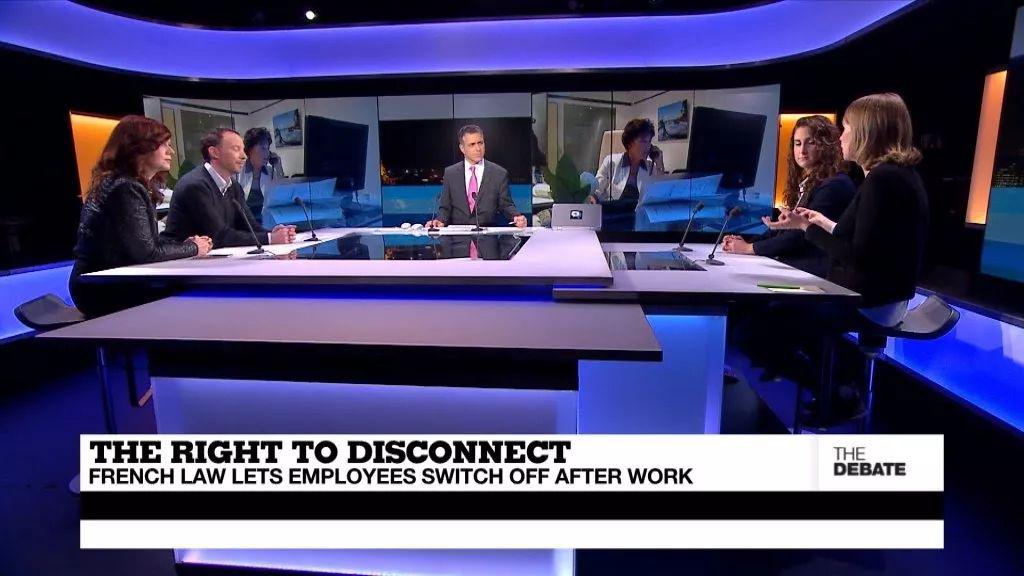 THE RIGHT TO DISCONNECT
FRENCH LAW LETS EMPLOYEES SWITCH OFF AFTER WORK
THE
DEBATE